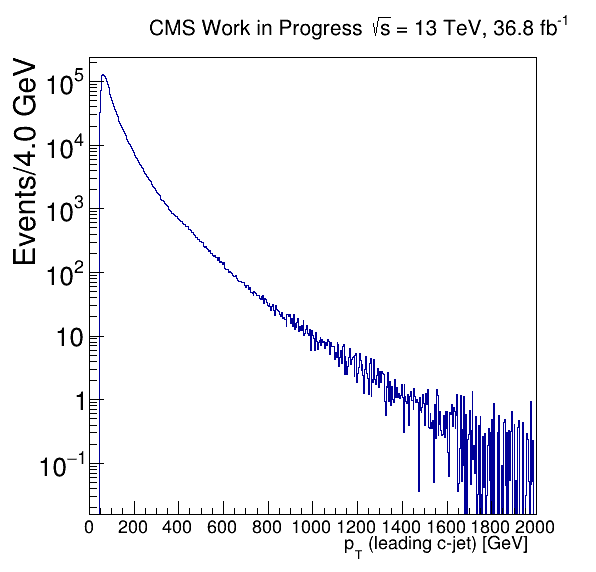 CMS Work in Progress √s = 13 TeV, 36.8 fb⁻¹
Events/4.0 GeV
10⁵
10⁴
10³
10²
10
1
10⁻¹
0 200 400 600 800 1000 1200 1400 1600 1800 2000
p_T (leading c-jet) [GeV]